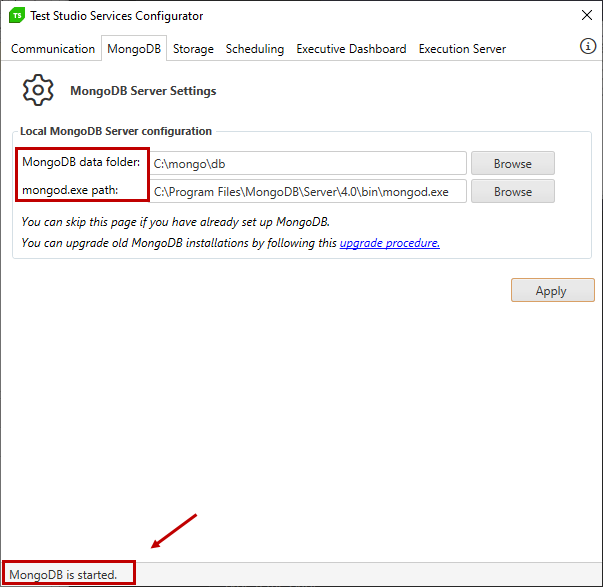 TS Test Studio Services Configurator
Communication MongoDB Storage Scheduling Executive Dashboard Execution Server
MongoDB Server Settings
Local MongoDB Server configuration
MongoDB data folder: C:\mongo\db Browse
mongod.exe path: C:\Program Files\MongoDB\Server\4.0\bin\mongod.exe Browse
You can skip this page if you have already set up MongoDB.
You can upgrade old MongoDB installations by following this upgrade procedure.
Apply
MongoDB is started.